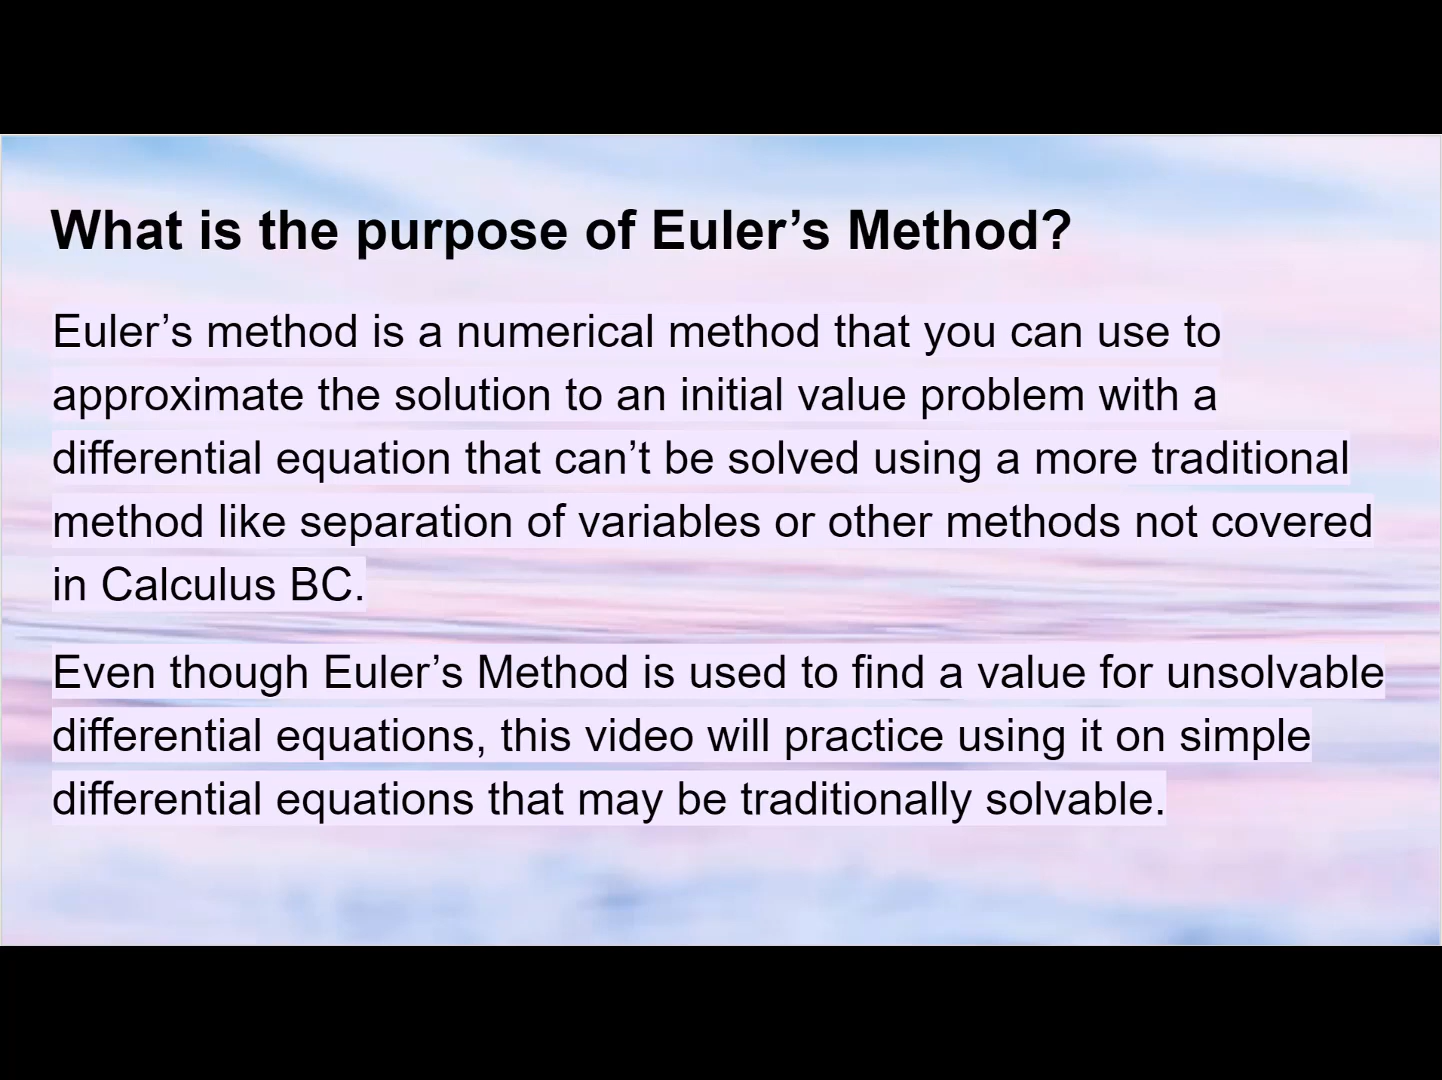 What is the purpose of Euler’s Method?
Euler’s method is a numerical method that you can use to
approximate the solution to an initial value problem with a
differential equation that can’t be solved using a more traditional
method like separation of variables or other methods not covered
in Calculus BC.
Even though Euler’s Method is used to find a value for unsolvable
differential equations, this video will practice using it on simple
differential equations that may be traditionally solvable.